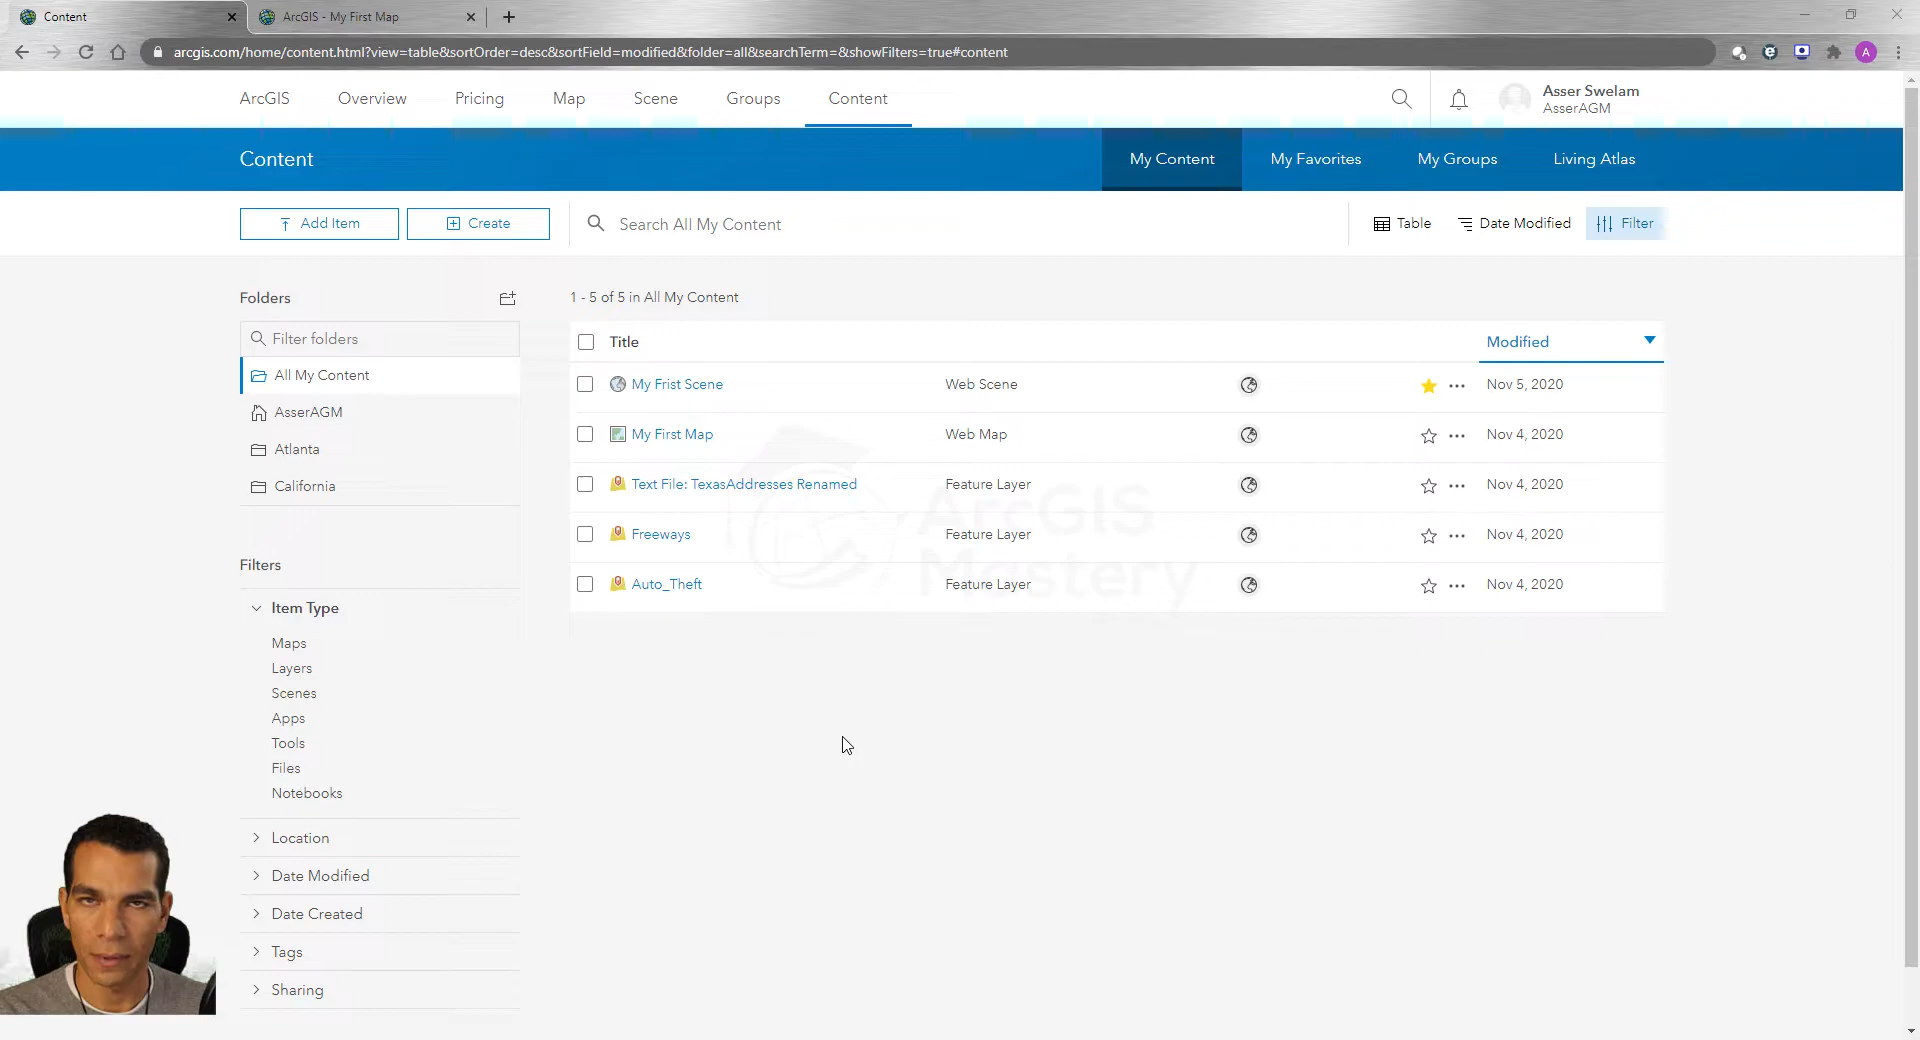 Content
ArcGIS - My First Map
arcgis.com/home/content.html?view=table&sortOrder=desc&sortField=modified&folder=all&searchTerm=&showFilters=true#content
A
ArcGIS Overview Pricing Map Scene Groups Content
Asser Swelam
AsserAGM
Content
My Content My Favorites My Groups Living Atlas
Add Item Create Search All My Content Table Date Modified Filter
Folders
Filter folders
All My Content
AsserAGM
Atlanta
California
Filters
Item Type
Maps
Layers
Scenes
Apps
Tools
Files
Notebooks
Location
Date Modified
Date Created
Tags
Sharing
1 - 5 of 5 in All My Content
Title Modified
My Frist Scene Web Scene Nov 5, 2020
My First Map Web Map Nov 4, 2020
Text File: TexasAddresses Renamed Feature Layer Nov 4, 2020
Freeways Feature Layer Nov 4, 2020
Auto_Theft Feature Layer Nov 4, 2020
ArcGIS
Mastery